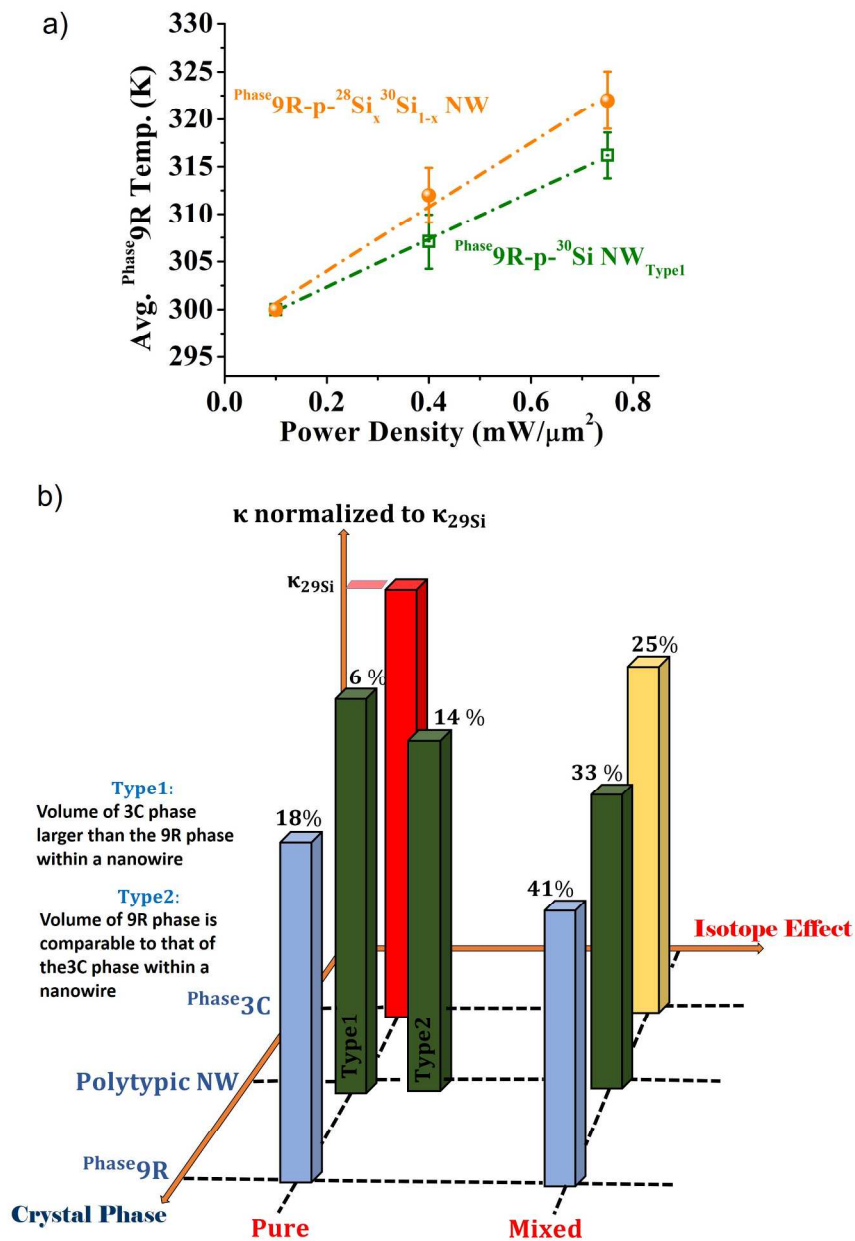 a)
Avg. Phase9R Temp. (K)
325
320
315
310
305
300
295
Phase9R-p-28Six30Si1-x NW
Phase9R-p-30Si NWType1
0.0 0.2 0.4 0.6 0.8
Power Density (mW/μm2)
b)
κ normalized to κ29Si
κ29Si
6 %
14 %
25%
33 %
18%
41%
Type1:
Volume of 3C phase
larger than the 9R phase
within a nanowire
Type2:
Volume of 9R phase is
comparable to that of
the3C phase within a
nanowire
Isotope Effect
Phase3C
Type1
Type2
Polytypic NW
Phase9R
Crystal Phase
Pure
Mixed